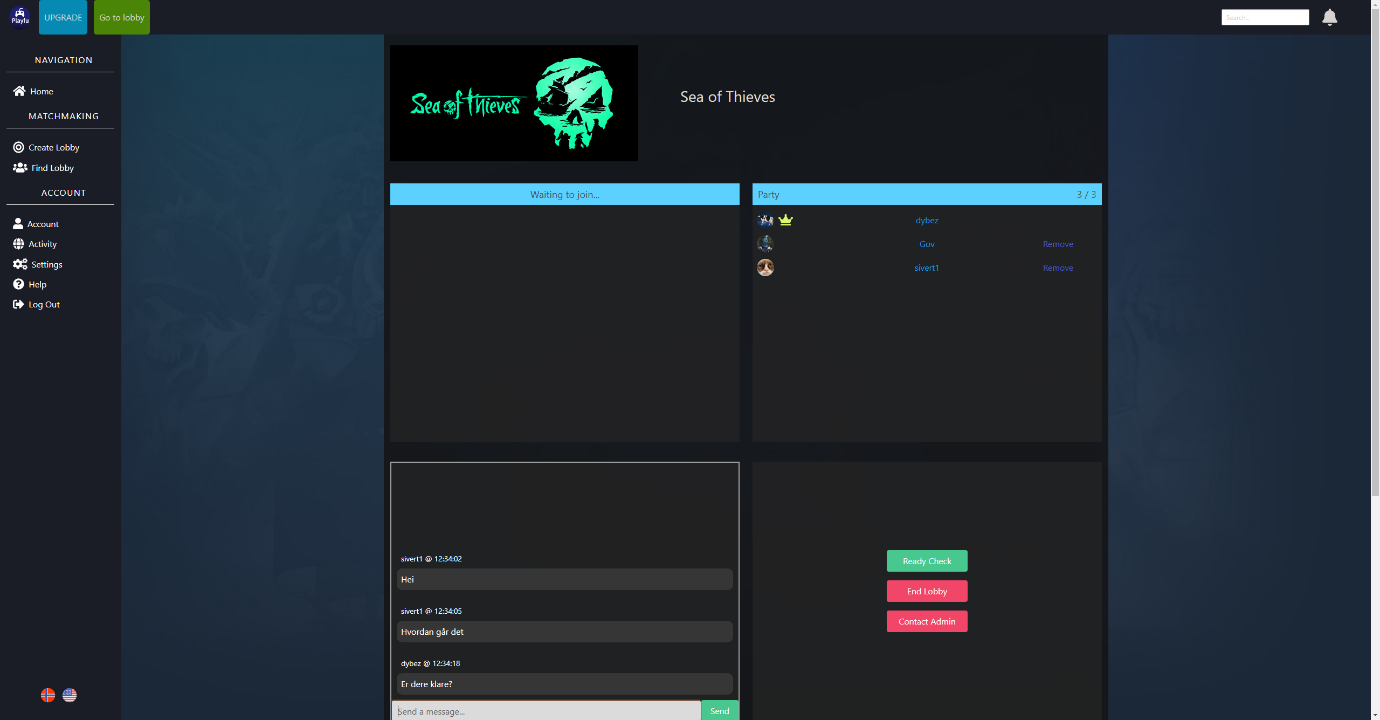 Playfu
UPGRADE
Go to lobby
Search...
NAVIGATION
Home
MATCHMAKING
Create Lobby
Find Lobby
ACCOUNT
Account
Activity
Settings
Help
Log Out
Sea of Thieves
Sea of Thieves
Waiting to join...
Party 3 / 3
dybez
Gov Remove
sivert1 Remove
sivert1 @ 12:34:02
Hei
sivert1 @ 12:34:05
Hvordan går det
dybez @ 12:34:18
Er dere klare?
Send a message... Send
Ready Check
End Lobby
Contact Admin